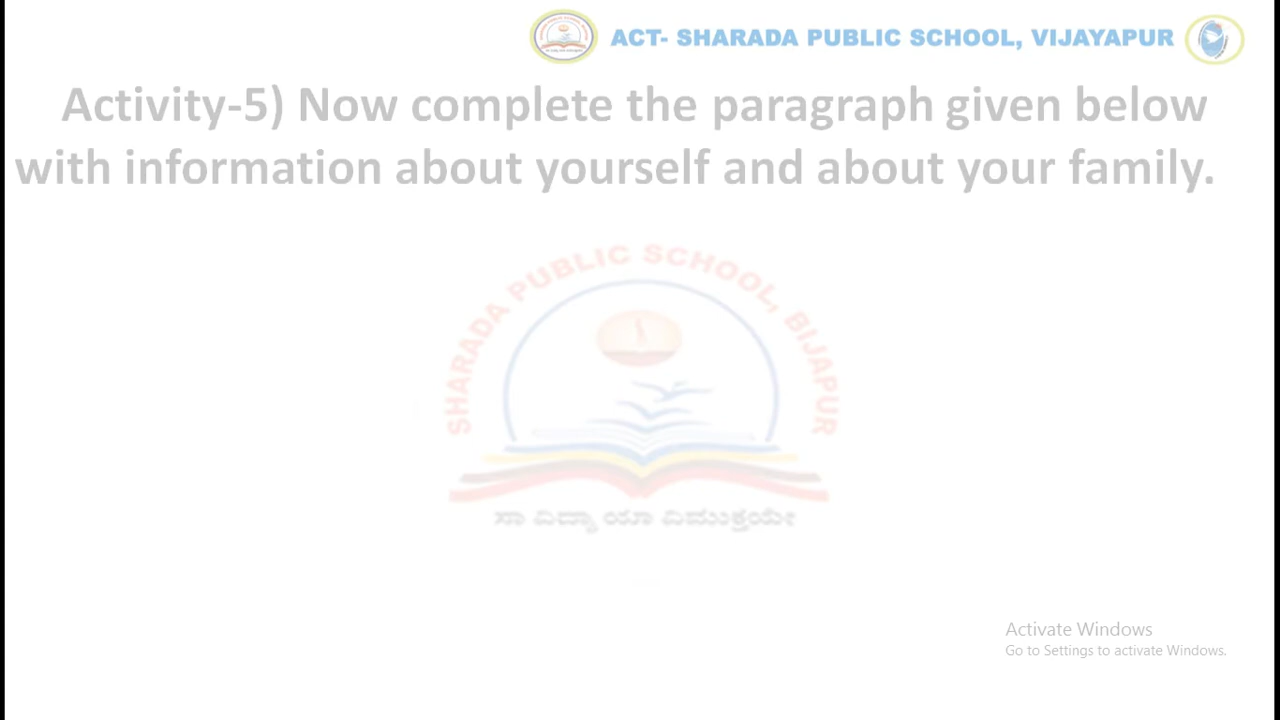 ACT- SHARADA PUBLIC SCHOOL, VIJAYAPUR
Activity-5) Now complete the paragraph given below
with information about yourself and about your family.
SHARADA PUBLIC SCHOOL, BIJAPUR
ಸಾ ವಿದ್ಯಾ ಯಾ ವಿಮುಕ್ತಯೇ
Activate Windows
Go to Settings to activate Windows.